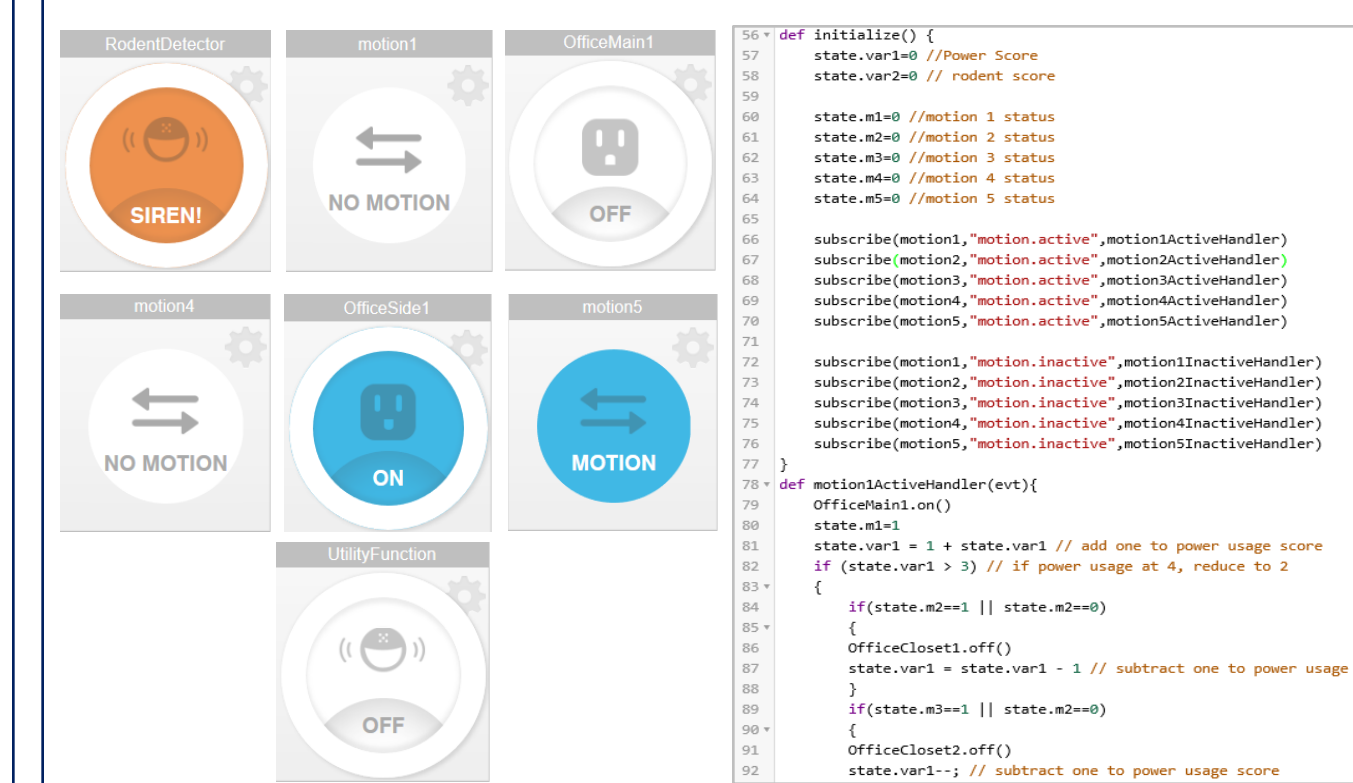 RodentDetector
motion1
OfficeMain1
SIREN!
NO MOTION
OFF
motion4
OfficeSide1
motion5
NO MOTION
ON
MOTION
UtilityFunction
OFF
56 def initialize() {
57 state.var1=0 //Power Score
58 state.var2=0 // rodent score
59
60 state.m1=0 //motion 1 status
61 state.m2=0 //motion 2 status
62 state.m3=0 //motion 3 status
63 state.m4=0 //motion 4 status
64 state.m5=0 //motion 5 status
65
66 subscribe(motion1,"motion.active",motion1ActiveHandler)
67 subscribe(motion2,"motion.active",motion2ActiveHandler)
68 subscribe(motion3,"motion.active",motion3ActiveHandler)
69 subscribe(motion4,"motion.active",motion4ActiveHandler)
70 subscribe(motion5,"motion.active",motion5ActiveHandler)
71
72 subscribe(motion1,"motion.inactive",motion1InactiveHandler)
73 subscribe(motion2,"motion.inactive",motion2InactiveHandler)
74 subscribe(motion3,"motion.inactive",motion3InactiveHandler)
75 subscribe(motion4,"motion.inactive",motion4InactiveHandler)
76 subscribe(motion5,"motion.inactive",motion5InactiveHandler)
77 }
78 def motion1ActiveHandler(evt){
79 OfficeMain1.on()
80 state.m1=1
81 state.var1 = 1 + state.var1 // add one to power usage score
82 if (state.var1 > 3) // if power usage at 4, reduce to 2
83 {
84 if(state.m2==1 || state.m2==0)
85 {
86 OfficeCloset1.off()
87 state.var1 = state.var1 - 1 // subtract one to power usage
88 }
89 if(state.m3==1 || state.m2==0)
90 {
91 OfficeCloset2.off()
92 state.var1--; // subtract one to power usage score